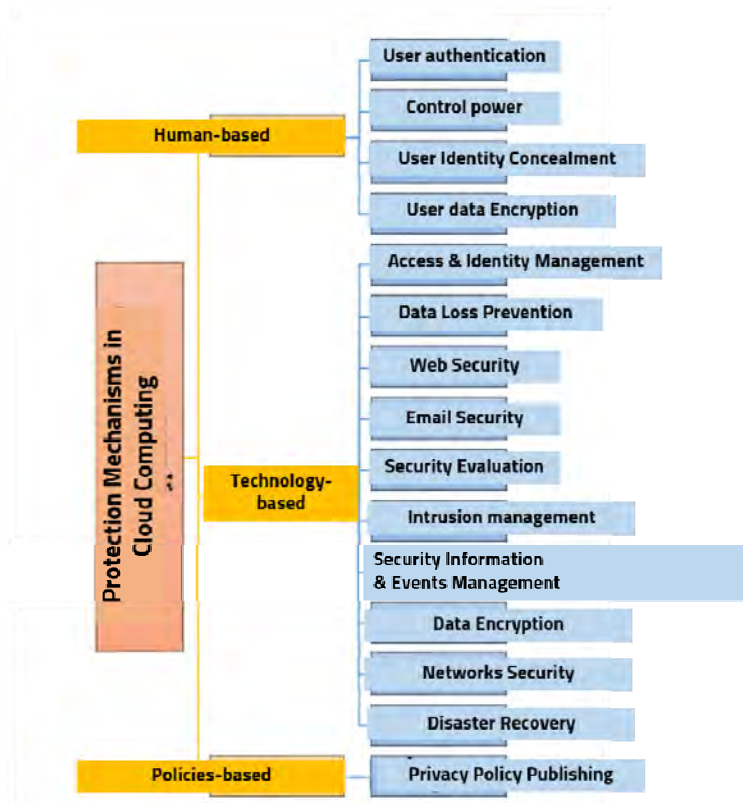 User authentication
Control power
Human-based
User Identity Concealment
User data Encryption
Access & Identity Management
Data Loss Prevention
Web Security
Email Security
Security Evaluation
Protection Mechanisms in
Cloud Computing
Technology-
based
Intrusion management
Security Information
& Events Management
Data Encryption
Networks Security
Disaster Recovery
Policies-based
Privacy Policy Publishing